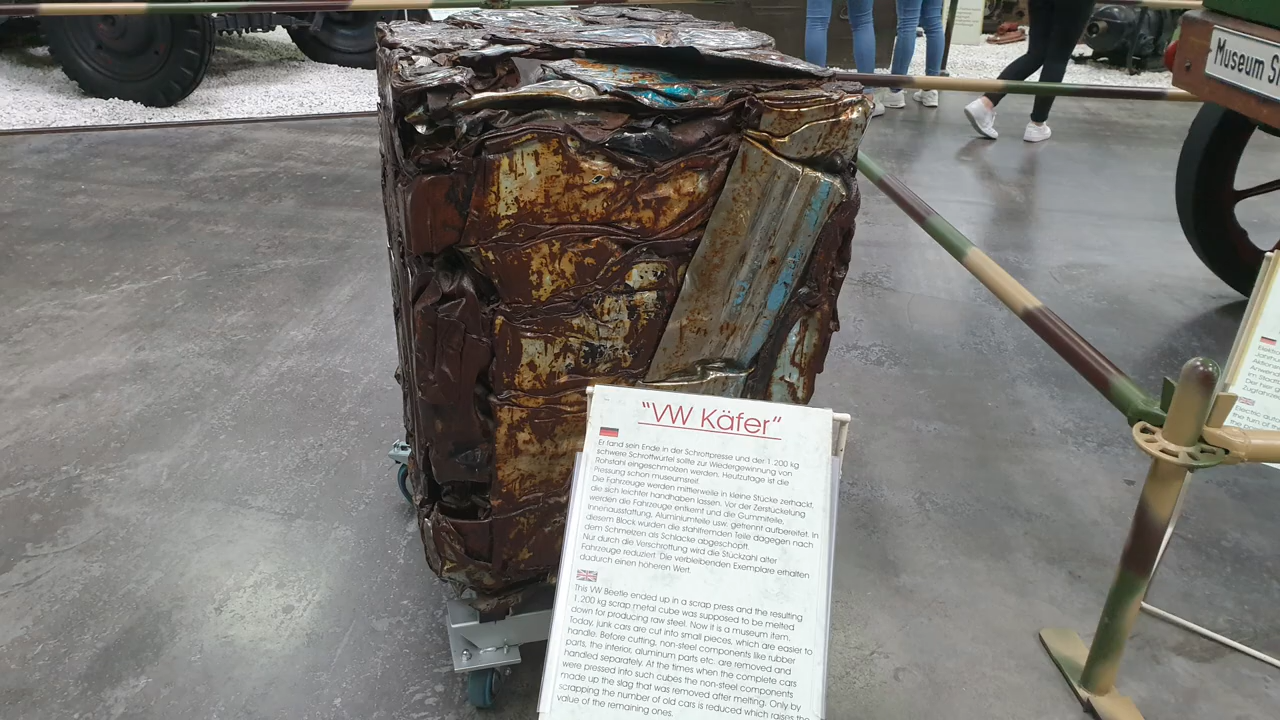 "VW Käfer"
Er fand sein Ende in der Schrottpresse und der 1.200 kg
schwere Schrottwürfel sollte zur Wiedergewinnung von
Rohstahl eingeschmolzen werden. Heutzutage ist die
Pressung schon museumsreif.
Die Fahrzeuge werden mittlerweile in kleine Stücke zerhackt,
die sich leichter handhaben lassen. Vor der Zerstückelung
werden die Fahrzeuge entkernt und die Gummiteile,
Innenausstattung, Aluminiumteile usw. getrennt aufbereitet. In
diesem Block wurden die stahlfremden Teile dagegen nach
dem Schmelzen als Schlacke abgeschöpft.
Nur durch die Verschrottung wird die Stückzahl alter
Fahrzeuge reduziert. Die verbleibenden Exemplare erhalten
dadurch einen höheren Wert.
This VW Beetle ended up in a scrap press and the resulting
1.200 kg scrap metal cube was supposed to be melted
down for producing raw steel. Now it is a museum item.
Today, junk cars are cut into small pieces, which are easier to
handle. Before cutting, non-steel components like rubber
parts, the interior, aluminum parts etc. are removed and
handled separately. At the times when the complete cars
were pressed into such cubes the non-steel components
made up the slag that was removed after melting. Only by
scrapping the number of old cars is reduced which raises the
value of the remaining ones.
Museum
Electric
the turn of